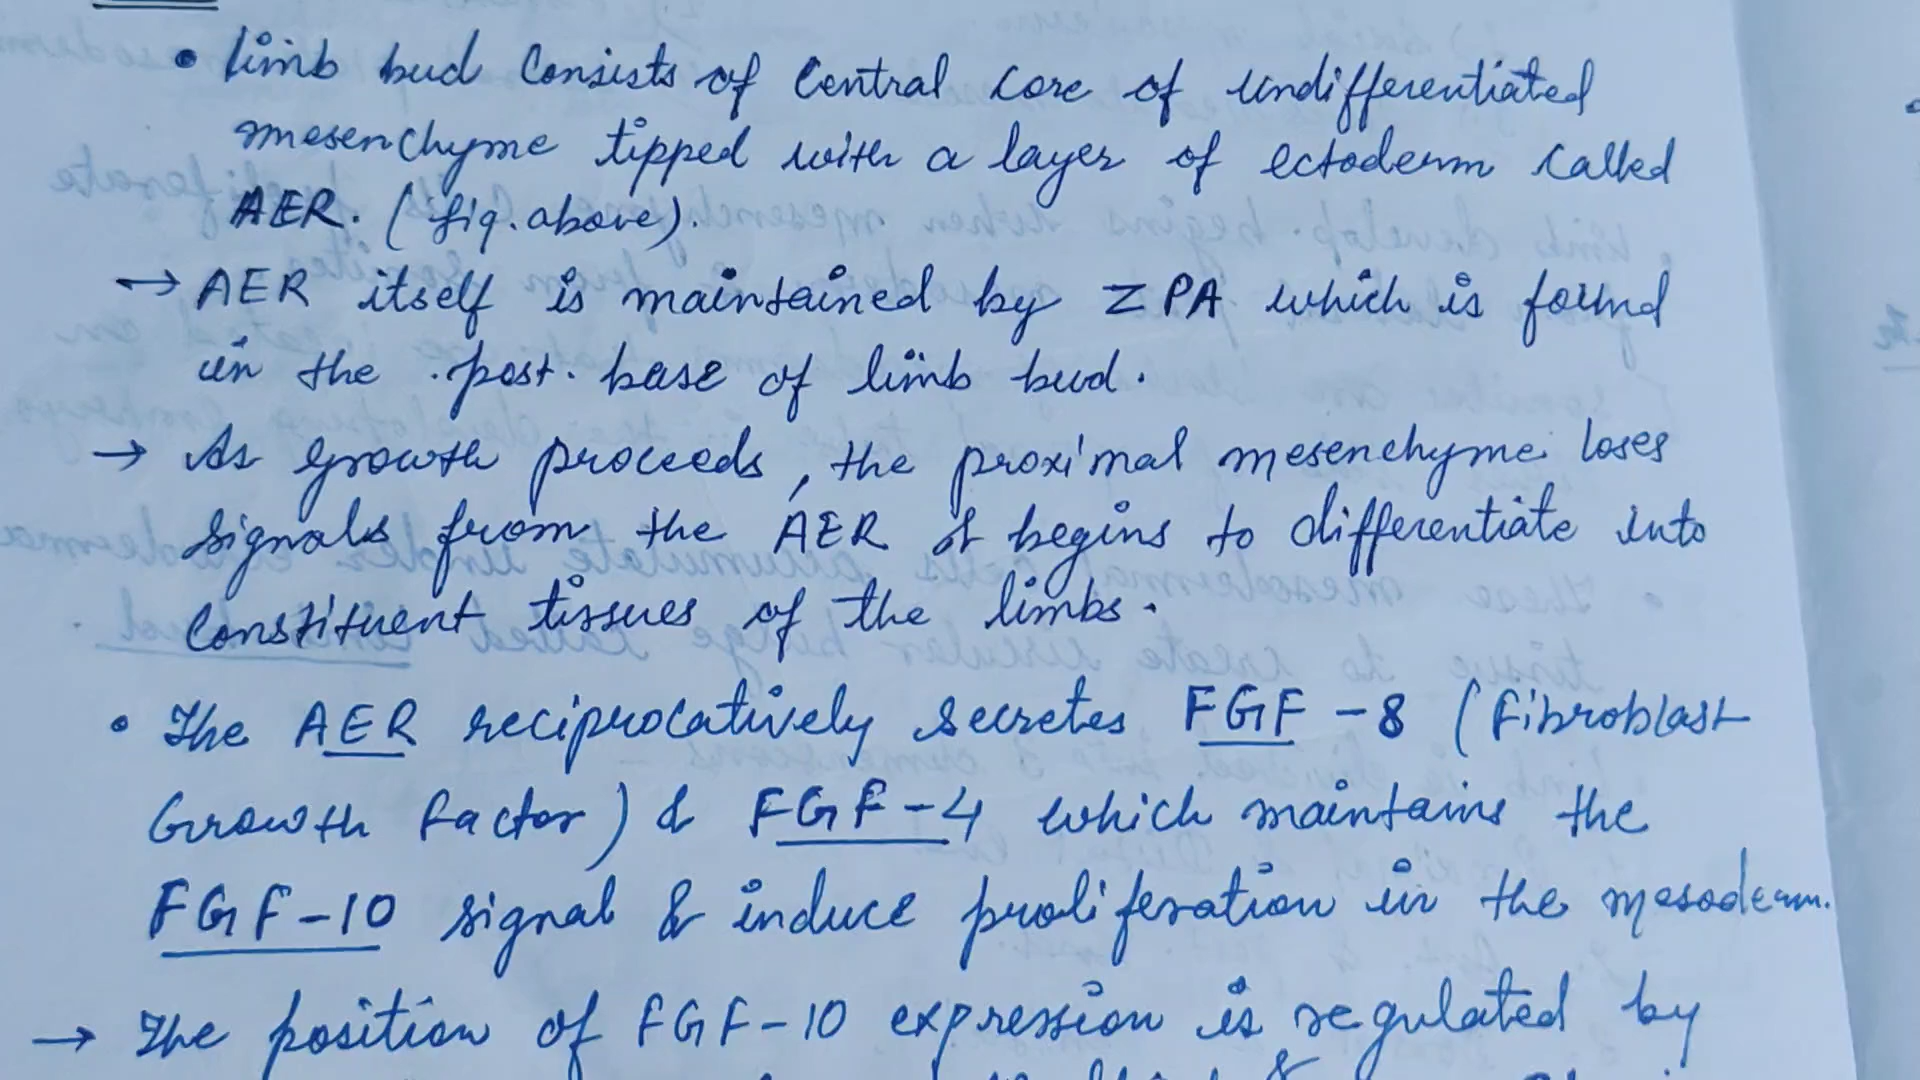 • limb bud Consists of Central Core of undifferentiated
mesenchyme tipped with a layer of ectoderm called
AER. (fig. above).
→ AER itself is maintained by ZPA which is found
in the post. base of limb bud.
→ As growth proceeds, the proximal mesenchyme loses
signals from the AER & begins to differentiate into
Constituent tissues of the limbs.
• The AER reciprocatively secretes FGF-8 (Fibroblast
Growth Factor) & FGF-4 which maintains the
FGF-10 signal & induce proliferation in the mesoderm.
→ The position of FGF-10 expression is regulated by